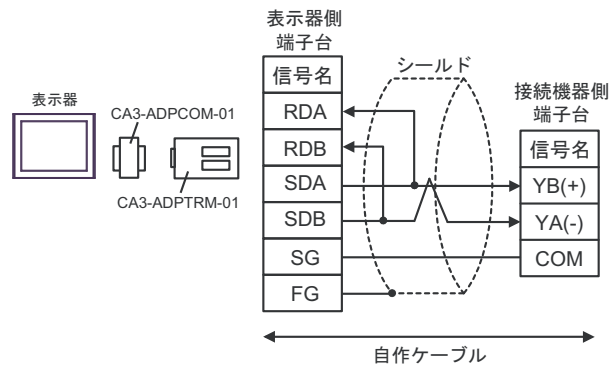 表示器
CA3-ADPCOM-01
CA3-ADPTRM-01
表示器側
端子台
信号名
RDA
RDB
SDA
SDB
SG
FG
シールド
接続機器側
端子台
信号名
YB(+)
YA(-)
COM
自作ケーブル